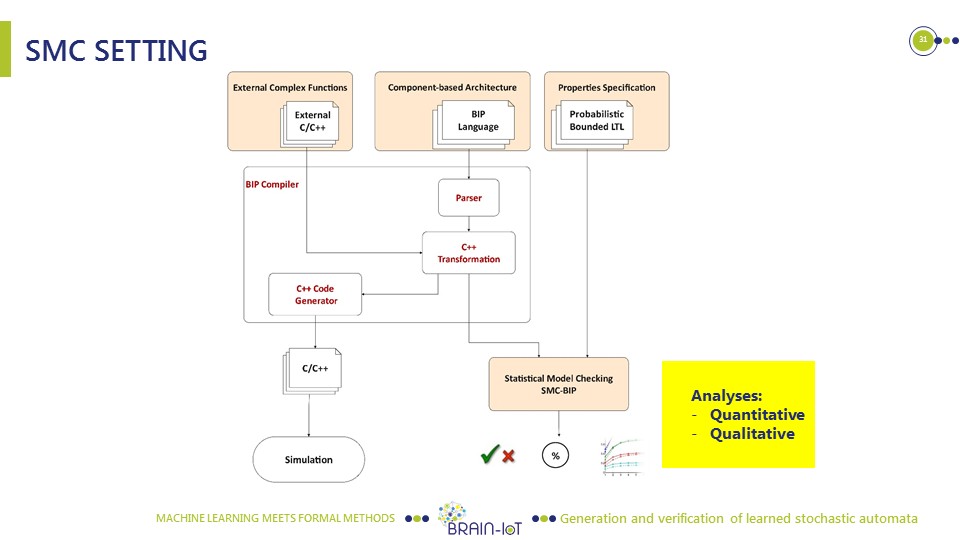 SMC SETTING
31
External Complex Functions
External
C/C++
Component-based Architecture
BIP
Language
Properties Specification
Probabilistic
Bounded LTL
BIP Compiler
Parser
C++
Transformation
C++ Code
Generator
C/C++
Simulation
Statistical Model Checking
SMC-BIP
%
Analyses:
- Quantitative
- Qualitative
MACHINE LEARNING MEETS FORMAL METHODS
BRAIN-IoT
Generation and verification of learned stochastic automata